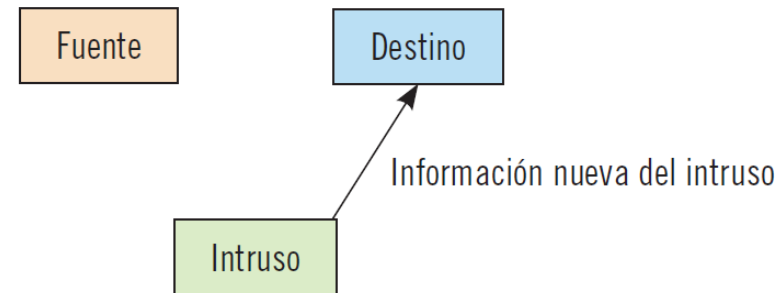 Fuente
Destino
Información nueva del intruso
Intruso